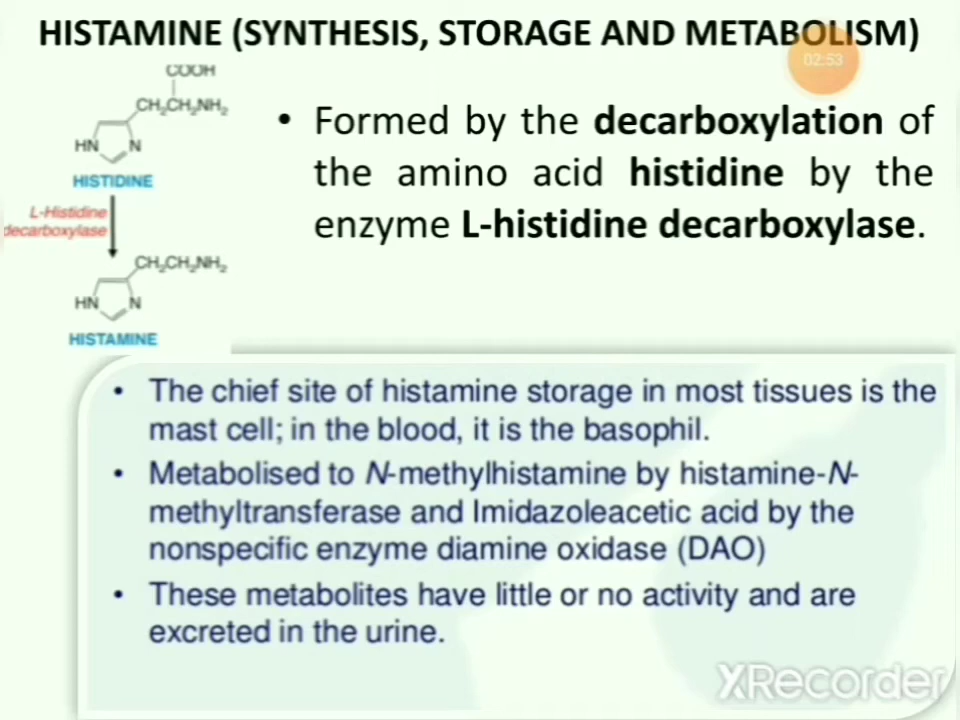 HISTAMINE (SYNTHESIS, STORAGE AND METABOLISM)
02:53
COOH
CH₂CHNH₂
HN N
HISTIDINE
L-Histidine
decarboxylase
CH₂CH₂NH₂
HN N
HISTAMINE
• Formed by the decarboxylation of
the amino acid histidine by the
enzyme L-histidine decarboxylase.
• The chief site of histamine storage in most tissues is the
mast cell; in the blood, it is the basophil.
• Metabolised to N-methylhistamine by histamine-N-
methyltransferase and Imidazoleacetic acid by the
nonspecific enzyme diamine oxidase (DAO)
• These metabolites have little or no activity and are
excreted in the urine.
XRecorder